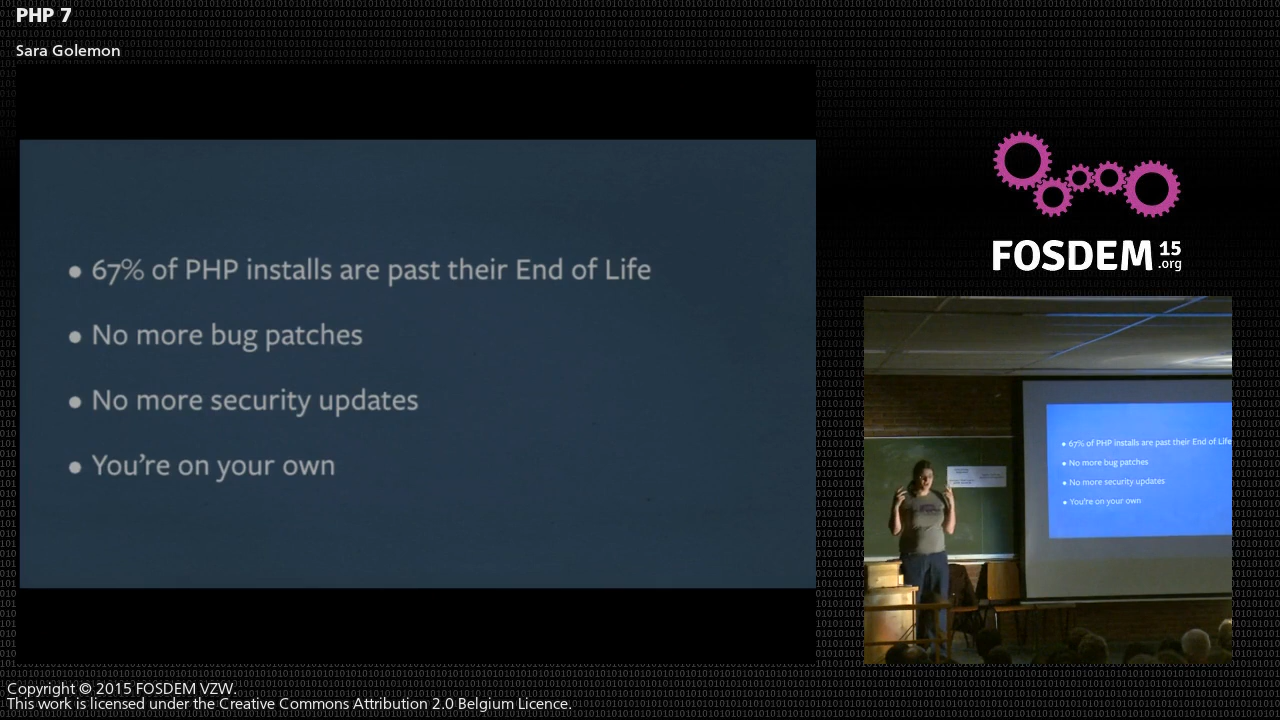 PHP 7
Sara Golemon
• 67% of PHP installs are past their End of Life
• No more bug patches
• No more security updates
• You're on your own
FOSDEM 15
.org
• 67% of PHP installs are past their End of Life
• No more bug patches
• No more security updates
• You're on your own
Copyright © 2015 FOSDEM VZW.
This work is licensed under the Creative Commons Attribution 2.0 Belgium Licence.